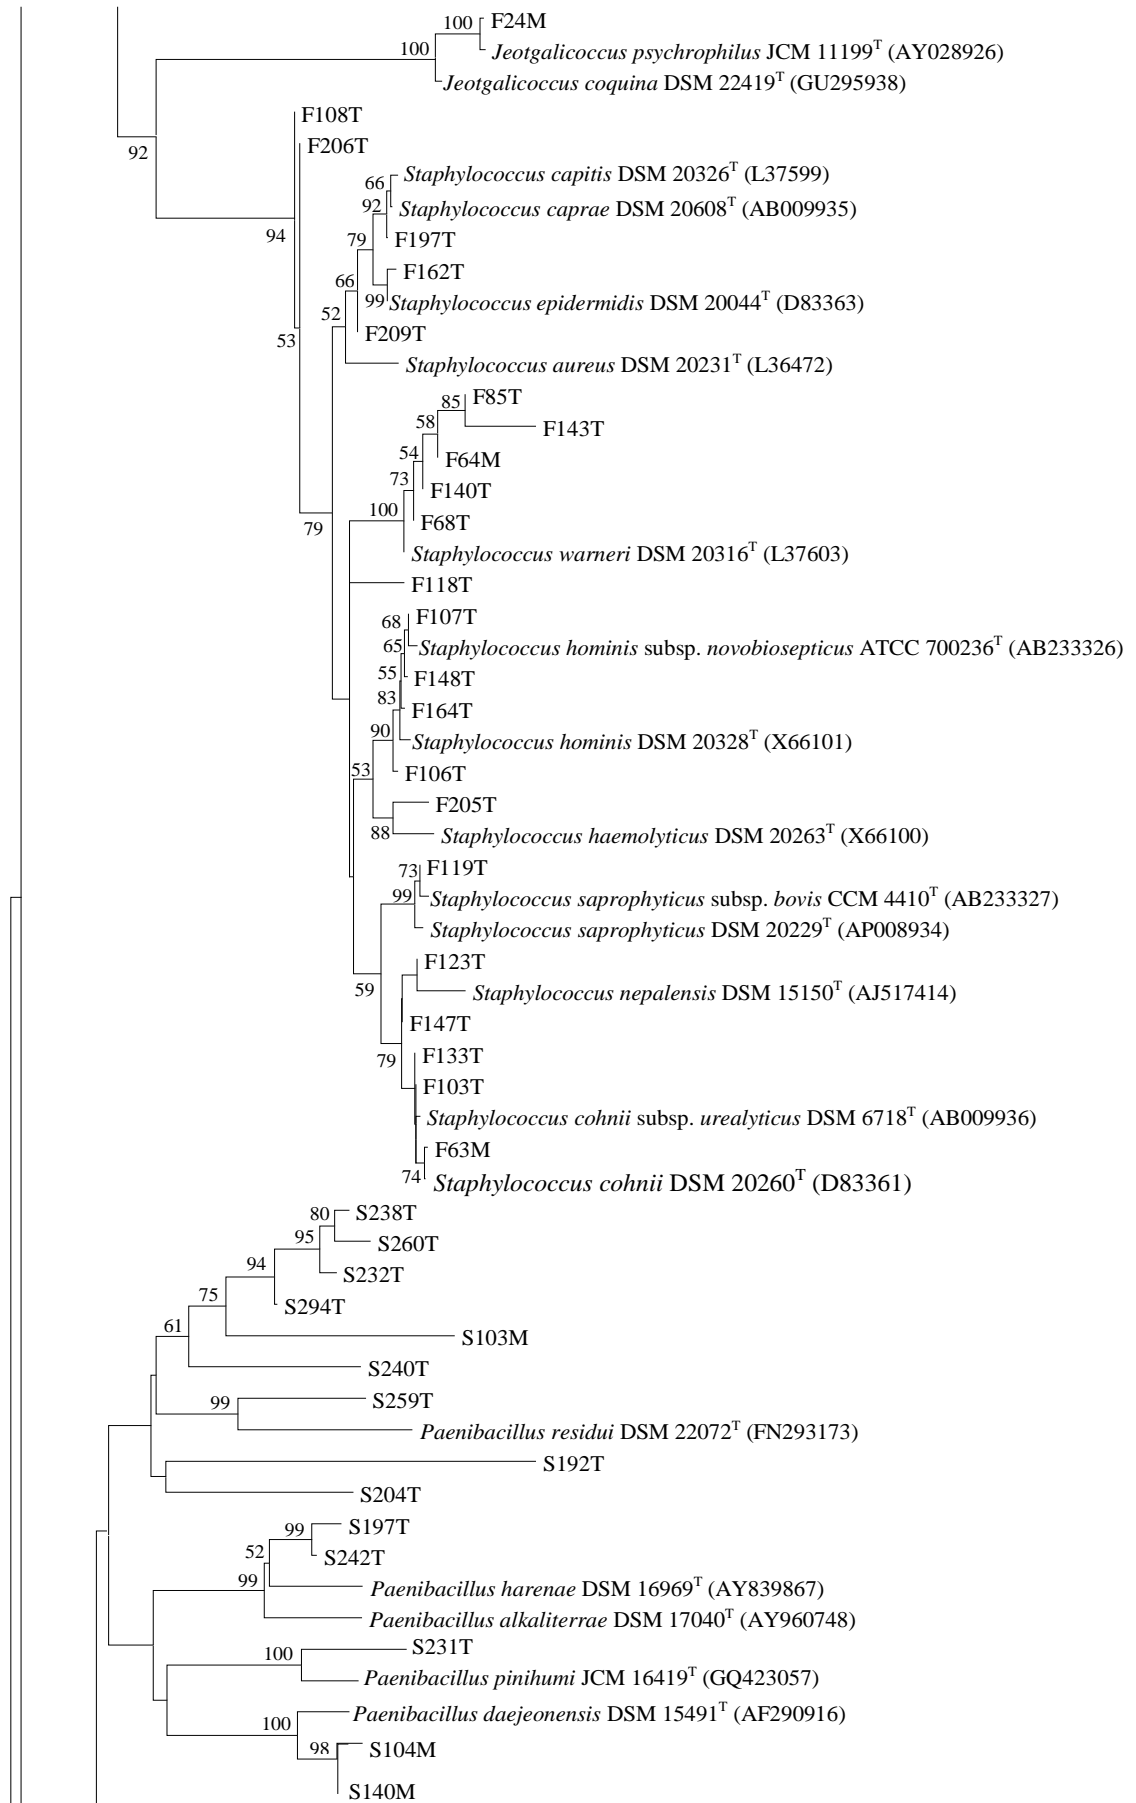 100 F24M
100 Jeotgalicoccus psychrophilus JCM 11199T (AY028926)
Jeotgalicoccus coquina DSM 22419T (GU295938)
F108T
92 F206T
66 Staphylococcus capitis DSM 20326T (L37599)
92 Staphylococcus caprae DSM 20608T (AB009935)
94 79 F197T
66 F162T
99 Staphylococcus epidermidis DSM 20044T (D83363)
53 52 F209T
Staphylococcus aureus DSM 20231T (L36472)
85 F85T
58 F143T
54 F64M
73 F140T
79 100 F68T
Staphylococcus warneri DSM 20316T (L37603)
F118T
68 F107T
65 Staphylococcus hominis subsp. novobiosepticus ATCC 700236T (AB233326)
55 F148T
83 F164T
90 Staphylococcus hominis DSM 20328T (X66101)
53 F106T
F205T
88 Staphylococcus haemolyticus DSM 20263T (X66100)
73 F119T
99 Staphylococcus saprophyticus subsp. bovis CCM 4410T (AB233327)
Staphylococcus saprophyticus DSM 20229T (AP008934)
F123T
59 Staphylococcus nepalensis DSM 15150T (AJ517414)
F147T
79 F133T
F103T
Staphylococcus cohnii subsp. urealyticus DSM 6718T (AB009936)
F63M
74 Staphylococcus cohnii DSM 20260T (D83361)
80 S238T
95 S260T
94 S232T
75 S294T
61 S103M
S240T
99 S259T
Paenibacillus residui DSM 22072T (FN293173)
S192T
S204T
99 S197T
52 S242T
99 Paenibacillus harenae DSM 16969T (AY839867)
Paenibacillus alkaliterrae DSM 17040T (AY960748)
100 S231T
Paenibacillus pinihumi JCM 16419T (GQ423057)
100 Paenibacillus daejeonensis DSM 15491T (AF290916)
98 S104M
S140M